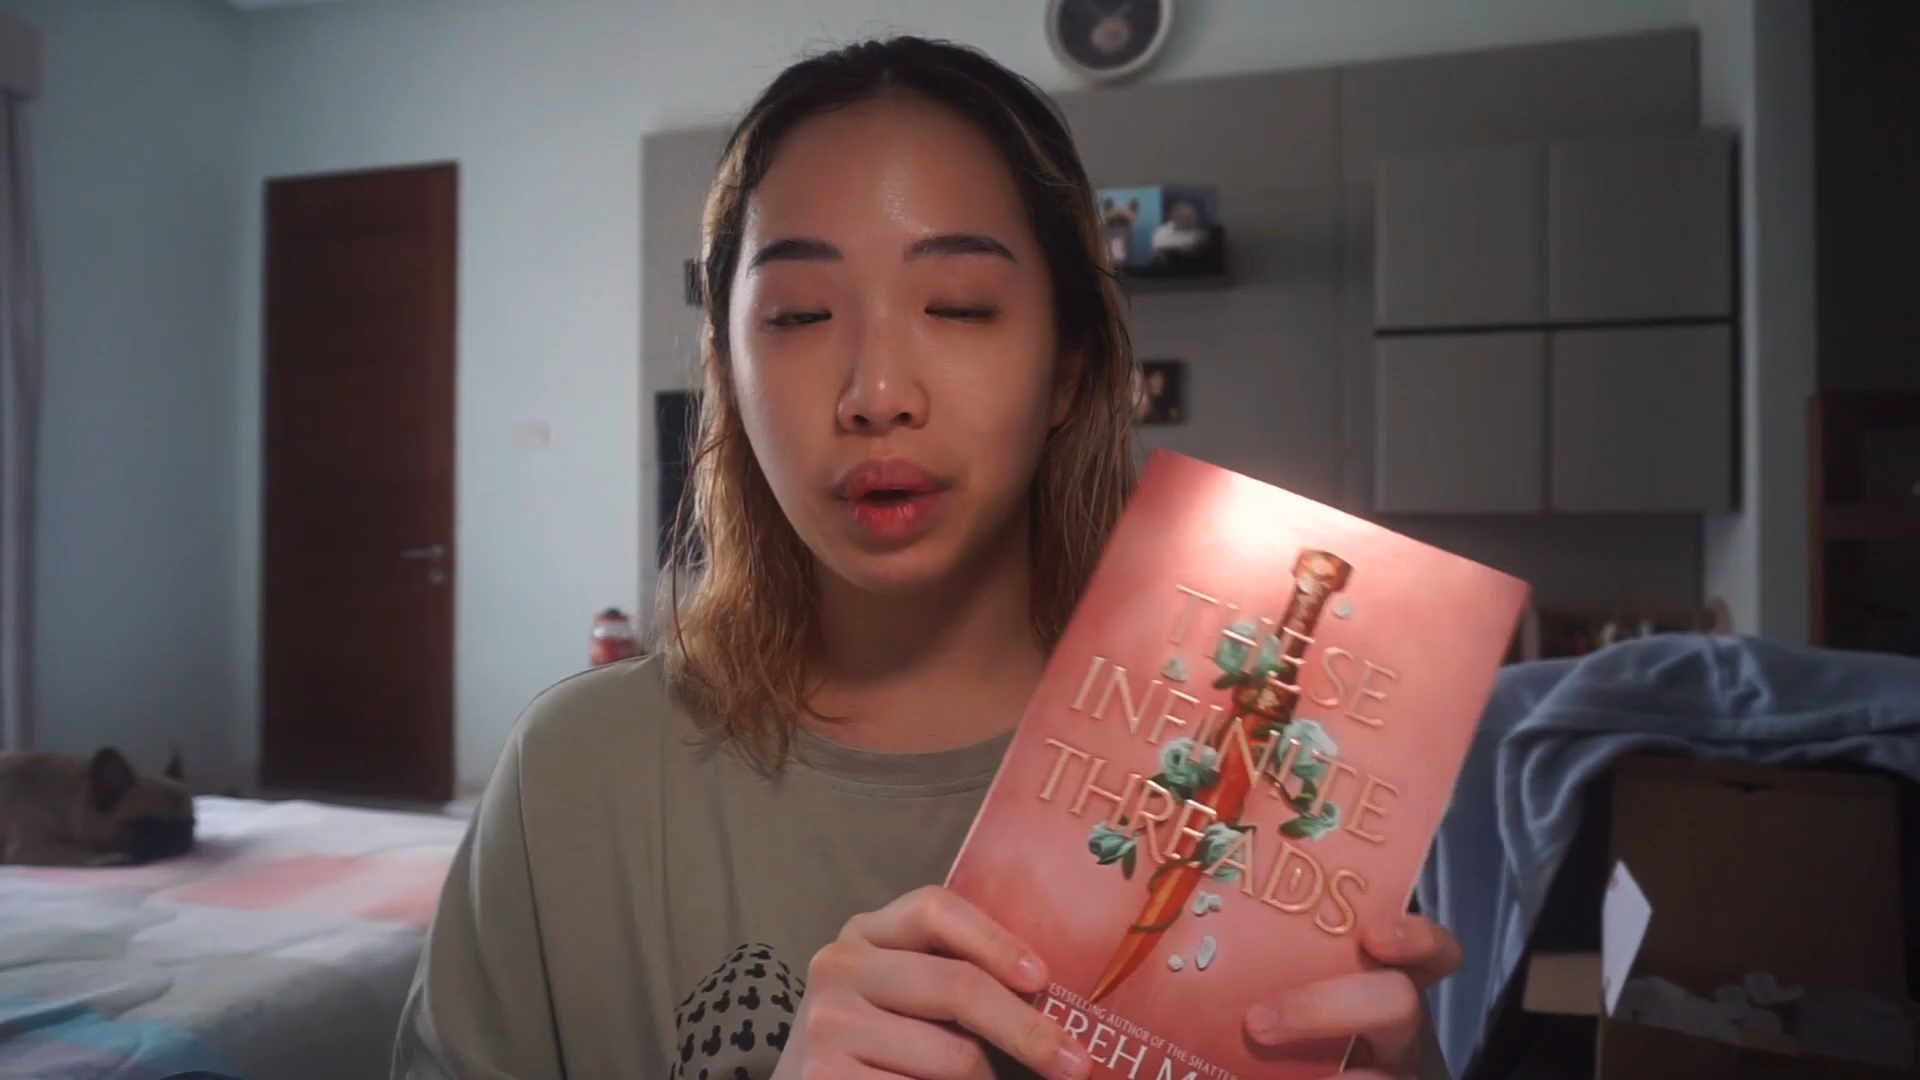 THESE
INFINITE
THREADS
ESTSELLING AUTHOR OF THE SHATTE
EREH M